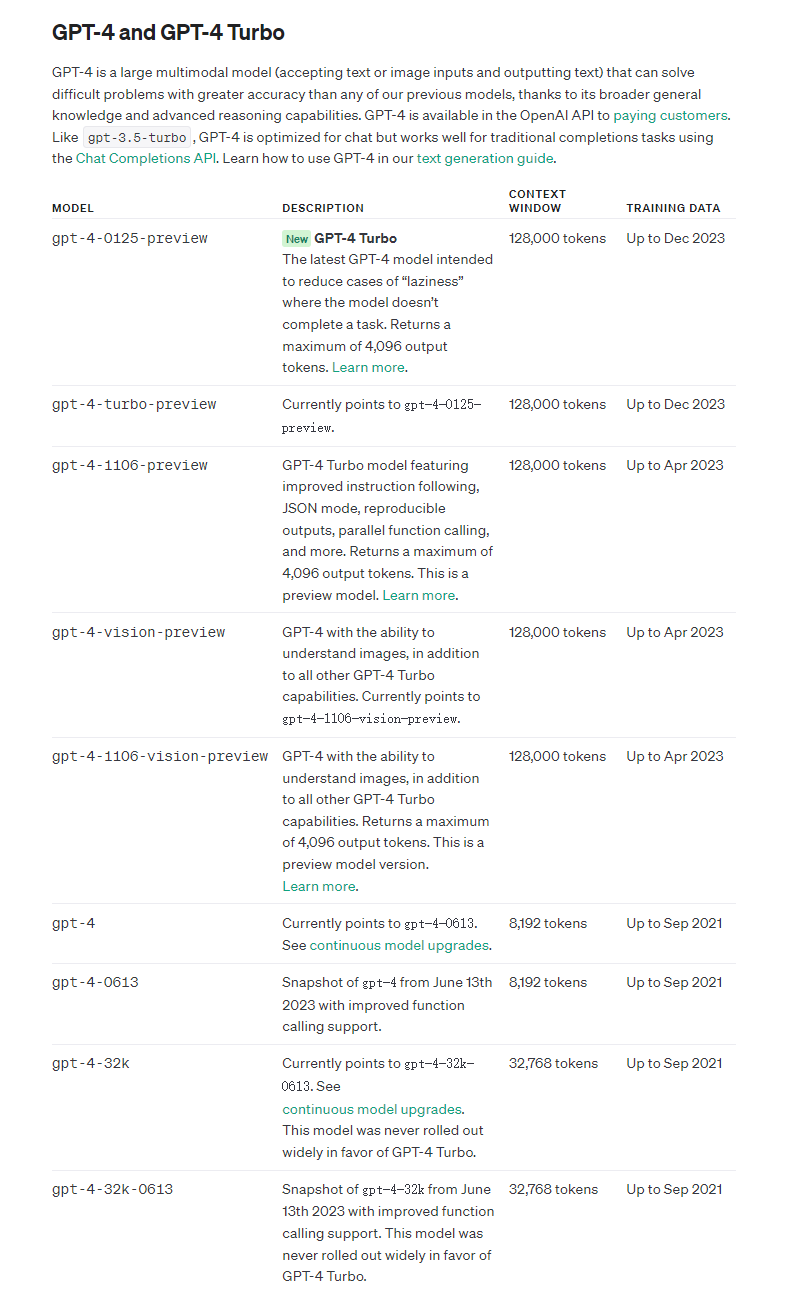 GPT-4 and GPT-4 Turbo
GPT-4 is a large multimodal model (accepting text or image inputs and outputting text) that can solve
difficult problems with greater accuracy than any of our previous models, thanks to its broader general
knowledge and advanced reasoning capabilities. GPT-4 is available in the OpenAI API to paying customers.
Like gpt-3.5-turbo, GPT-4 is optimized for chat but works well for traditional completions tasks using
the Chat Completions API. Learn how to use GPT-4 in our text generation guide.
MODEL DESCRIPTION CONTEXT WINDOW TRAINING DATA
gpt-4-0125-preview New GPT-4 Turbo 128,000 tokens Up to Dec 2023
The latest GPT-4 model intended
to reduce cases of “laziness”
where the model doesn’t
complete a task. Returns a
maximum of 4,096 output
tokens. Learn more.
gpt-4-turbo-preview Currently points to gpt-4-0125- 128,000 tokens Up to Dec 2023
preview.
gpt-4-1106-preview GPT-4 Turbo model featuring 128,000 tokens Up to Apr 2023
improved instruction following,
JSON mode, reproducible
outputs, parallel function calling,
and more. Returns a maximum of
4,096 output tokens. This is a
preview model. Learn more.
gpt-4-vision-preview GPT-4 with the ability to 128,000 tokens Up to Apr 2023
understand images, in addition
to all other GPT-4 Turbo
capabilities. Currently points to
gpt-4-1106-vision-preview.
gpt-4-1106-vision-preview GPT-4 with the ability to 128,000 tokens Up to Apr 2023
understand images, in addition
to all other GPT-4 Turbo
capabilities. Returns a maximum
of 4,096 output tokens. This is a
preview model version.
Learn more.
gpt-4 Currently points to gpt-4-0613. 8,192 tokens Up to Sep 2021
See continuous model upgrades.
gpt-4-0613 Snapshot of gpt-4 from June 13th 8,192 tokens Up to Sep 2021
2023 with improved function
calling support.
gpt-4-32k Currently points to gpt-4-32k- 32,768 tokens Up to Sep 2021
0613. See
continuous model upgrades.
This model was never rolled out
widely in favor of GPT-4 Turbo.
gpt-4-32k-0613 Snapshot of gpt-4-32k from June 32,768 tokens Up to Sep 2021
13th 2023 with improved function
calling support. This model was
never rolled out widely in favor of
GPT-4 Turbo.